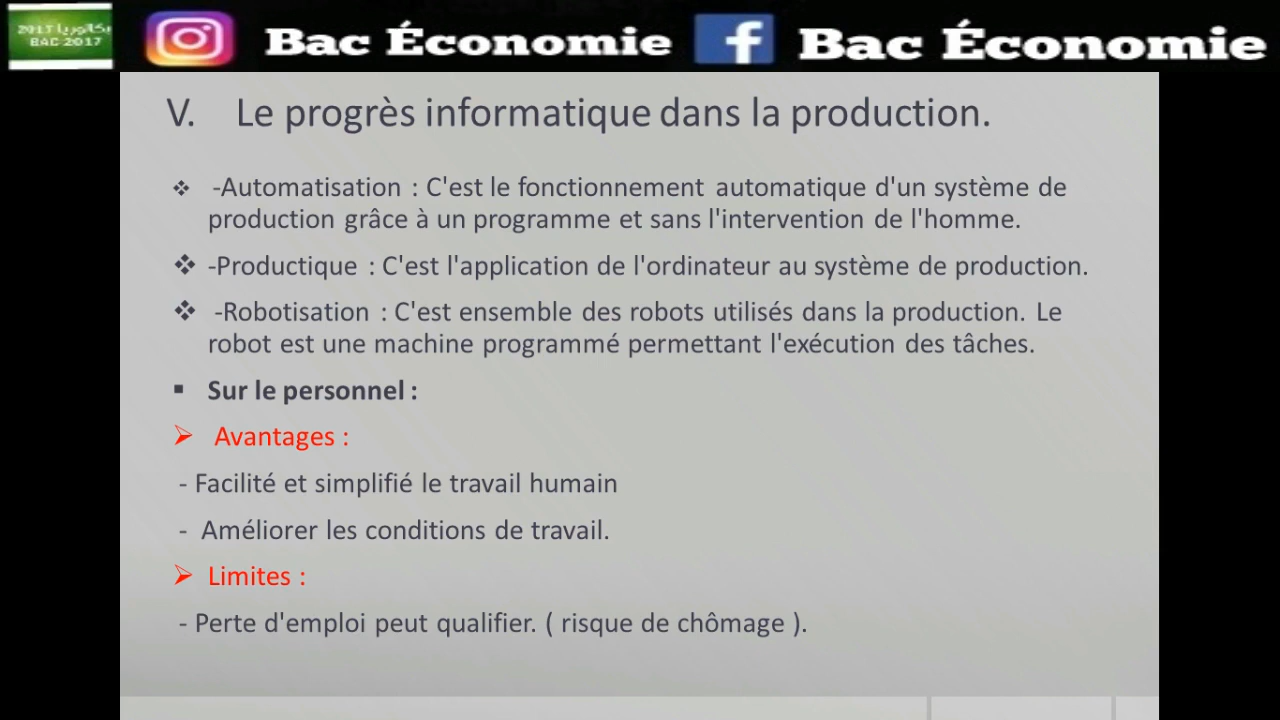 بكالوريا 2017
BAC 2017
Bac Économie
Bac Économie
V. Le progrès informatique dans la production.
-Automatisation : C'est le fonctionnement automatique d'un système de
production grâce à un programme et sans l'intervention de l'homme.
-Productique : C'est l'application de l'ordinateur au système de production.
-Robotisation : C'est ensemble des robots utilisés dans la production. Le
robot est une machine programmé permettant l'exécution des tâches.
Sur le personnel :
Avantages :
- Facilité et simplifié le travail humain
- Améliorer les conditions de travail.
Limites :
- Perte d'emploi peut qualifier. ( risque de chômage ).